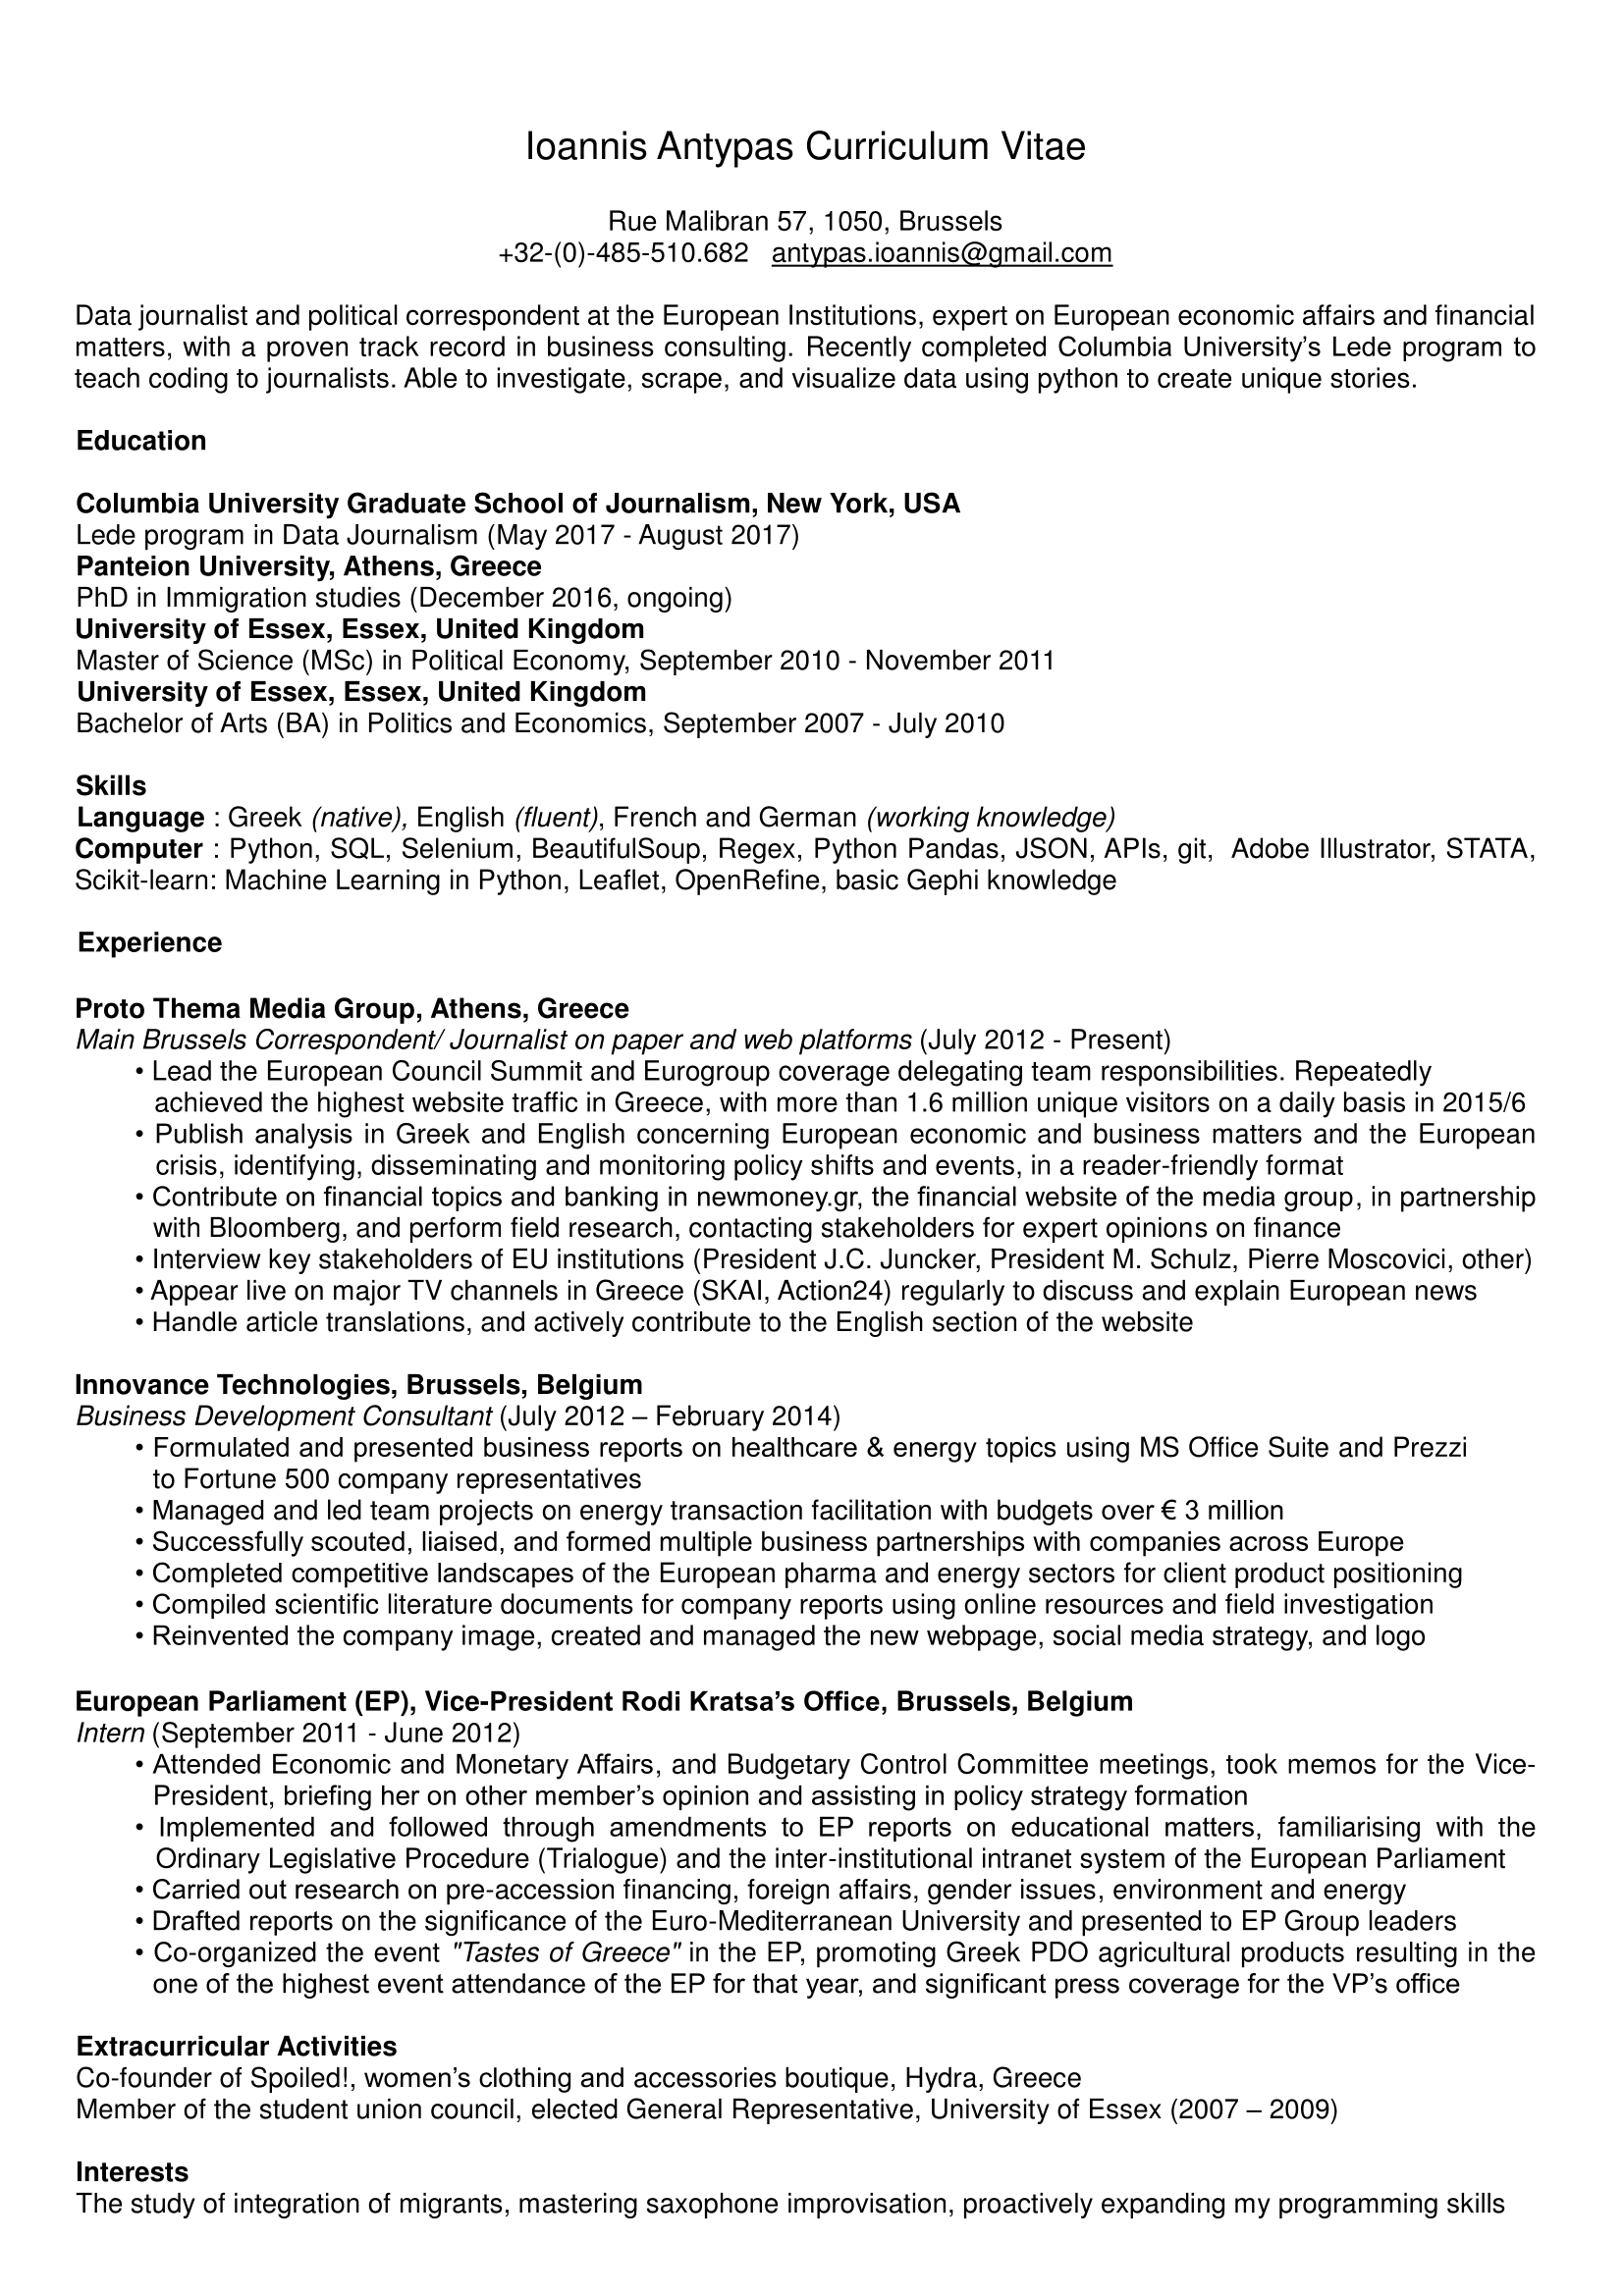 Ioannis Antypas Curriculum Vitae
Rue Malibran 57, 1050, Brussels
+32-(0)-485-510.682 antypas.ioannis@gmail.com
Data journalist and political correspondent at the European Institutions, expert on European economic affairs and financial
matters, with a proven track record in business consulting. Recently completed Columbia University's Lede program to
teach coding to journalists. Able to investigate, scrape, and visualize data using python to create unique stories.
Education
Columbia University Graduate School of Journalism, New York, USA
Lede program in Data Journalism (May 2017 - August 2017)
Panteion University, Athens, Greece
PhD in Immigration studies (December 2016, ongoing)
University of Essex, Essex, United Kingdom
Master of Science (MSc) in Political Economy, September 2010 - November 2011
University of Essex, Essex, United Kingdom
Bachelor of Arts (BA) in Politics and Economics, September 2007 - July 2010
Skills
Language : Greek (native), English (fluent), French and German (working knowledge)
Computer : Python, SQL, Selenium, BeautifulSoup, Regex, Python Pandas, JSON, APIs, git, Adobe Illustrator, STATA,
Scikit-learn: Machine Learning in Python, Leaflet, OpenRefine, basic Gephi knowledge
Experience
Proto Thema Media Group, Athens, Greece
Main Brussels Correspondent/ Journalist on paper and web platforms (July 2012 - Present)
• Lead the European Council Summit and Eurogroup coverage delegating team responsibilities. Repeatedly
achieved the highest website traffic in Greece, with more than 1.6 million unique visitors on a daily basis in 2015/6
• Publish analysis in Greek and English concerning European economic and business matters and the European
crisis, identifying, disseminating and monitoring policy shifts and events, in a reader-friendly format
• Contribute on financial topics and banking in newmoney.gr, the financial website of the media group, in partnership
with Bloomberg, and perform field research, contacting stakeholders for expert opinions on finance
• Interview key stakeholders of EU institutions (President J.C. Juncker, President M. Schulz, Pierre Moscovici, other)
• Appear live on major TV channels in Greece (SKAI, Action24) regularly to discuss and explain European news
• Handle article translations, and actively contribute to the English section of the website
Innovance Technologies, Brussels, Belgium
Business Development Consultant (July 2012 – February 2014)
• Formulated and presented business reports on healthcare & energy topics using MS Office Suite and Prezzi
to Fortune 500 company representatives
• Managed and led team projects on energy transaction facilitation with budgets over € 3 million
• Successfully scouted, liaised, and formed multiple business partnerships with companies across Europe
• Completed competitive landscapes of the European pharma and energy sectors for client product positioning
• Compiled scientific literature documents for company reports using online resources and field investigation
• Reinvented the company image, created and managed the new webpage, social media strategy, and logo
European Parliament (EP), Vice-President Rodi Kratsa's Office, Brussels, Belgium
Intern (September 2011 - June 2012)
• Attended Economic and Monetary Affairs, and Budgetary Control Committee meetings, took memos for the Vice-
President, briefing her on other member's opinion and assisting in policy strategy formation
• Implemented and followed through amendments to EP reports on educational matters, familiarising with the
Ordinary Legislative Procedure (Trialogue) and the inter-institutional intranet system of the European Parliament
• Carried out research on pre-accession financing, foreign affairs, gender issues, environment and energy
• Drafted reports on the significance of the Euro-Mediterranean University and presented to EP Group leaders
• Co-organized the event "Tastes of Greece" in the EP, promoting Greek PDO agricultural products resulting in the
one of the highest event attendance of the EP for that year, and significant press coverage for the VP's office
Extracurricular Activities
Co-founder of Spoiled!, women's clothing and accessories boutique, Hydra, Greece
Member of the student union council, elected General Representative, University of Essex (2007 – 2009)
Interests
The study of integration of migrants, mastering saxophone improvisation, proactively expanding my programming skills